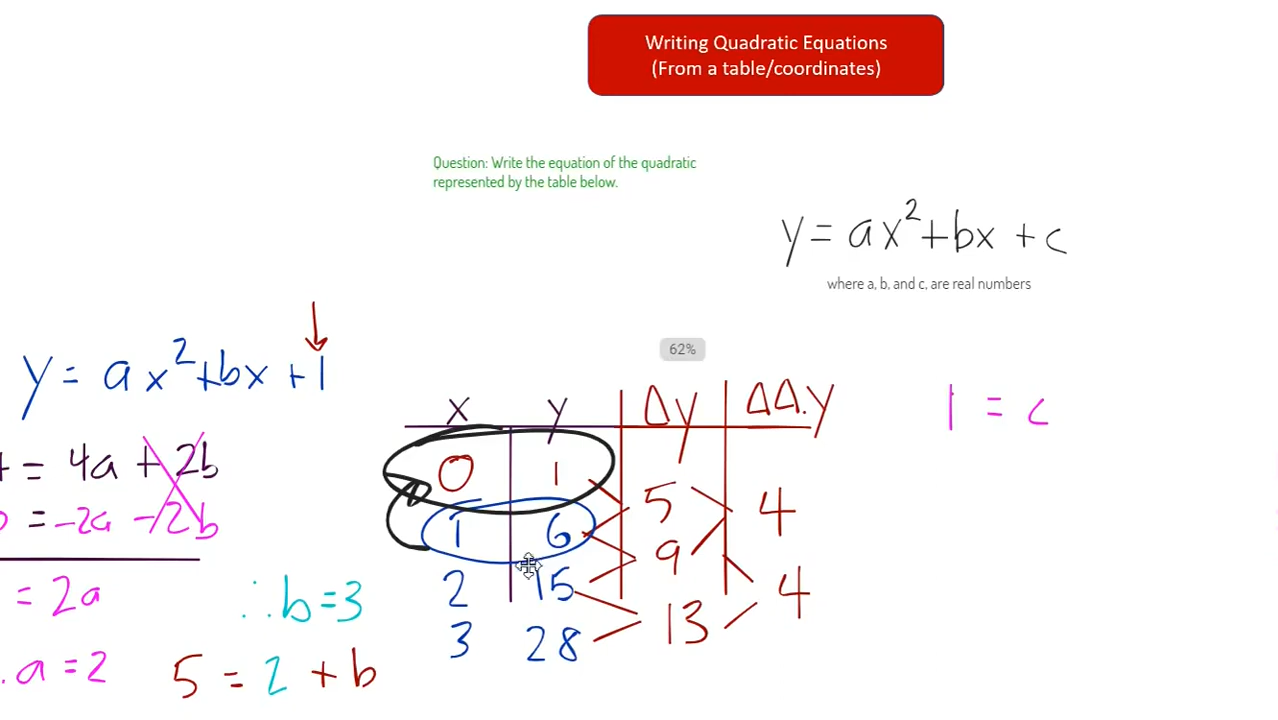 Writing Quadratic Equations
(From a table/coordinates)
Question: Write the equation of the quadratic
represented by the table below.
y = ax²+bx +c
where a, b, and c, are real numbers
62%
y = ax²+bx +1
x y Δy ΔΔy
1 = c
= 4a + 2b
= -2a -2b
= 2a
∴b=3
a = 2
5 = 2 + b
0 1
1 6
2 15
3 28
5
9
13
4
4